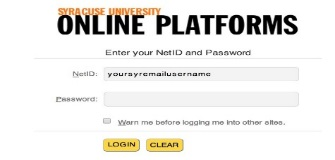 SYRACUSE UNIVERSITY
ONLINE PLATFORMS
Enter your NetID and Password
NetID: yoursyremailusername
Password:
Warn me before logging me into other sites.
LOGIN CLEAR